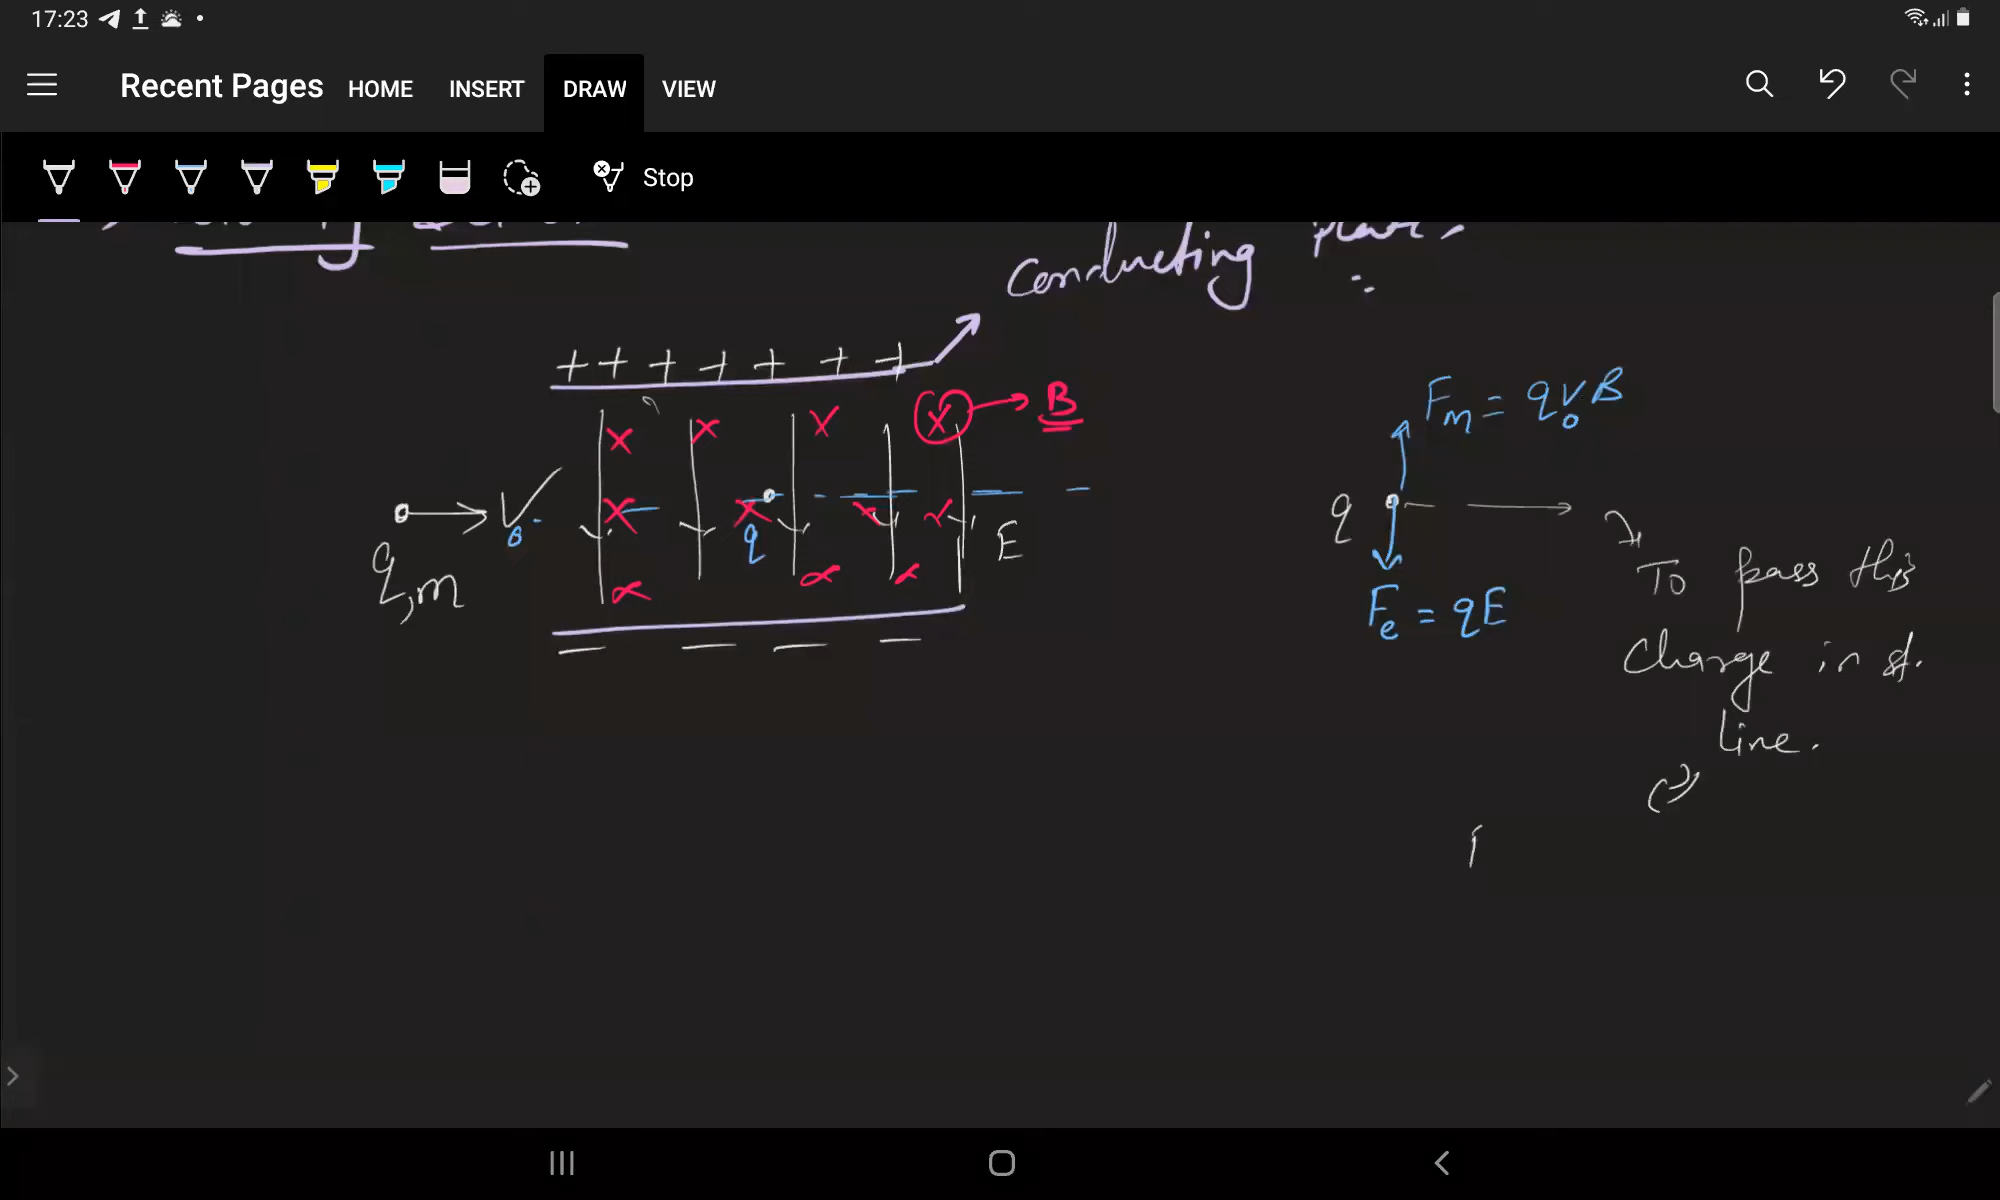 17:23
Recent Pages HOME INSERT DRAW VIEW
Stop
conducting
+ + + + + + +
x x x x → B
Fm = qv₀B
q, m
v₀
x x x x
q
E
q
x x x
Fe = qE
To pass this
charge in st.
line.
− − − −